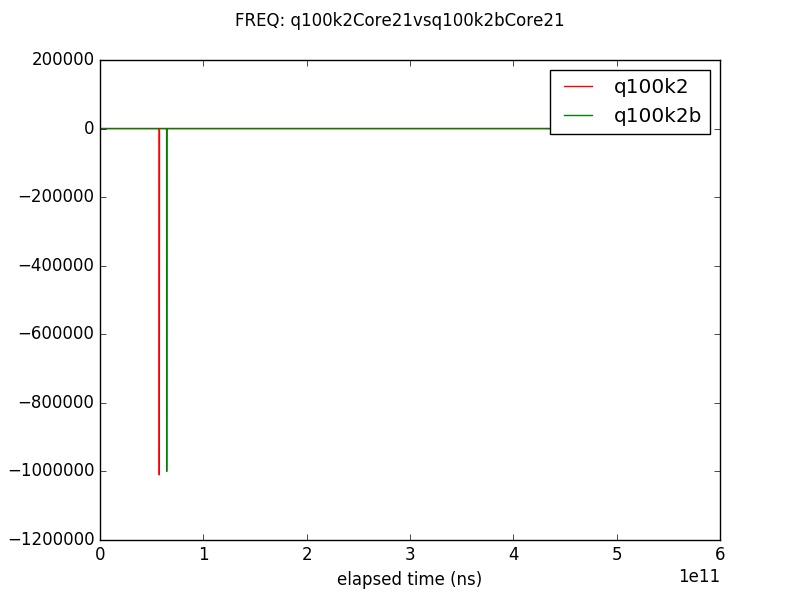 FREQ: q100k2Core21vsq100k2bCore21
200000
0
−200000
−400000
−600000
−800000
−1000000
−1200000
q100k2
q100k2b
0 1 2 3 4 5 6
1e11
elapsed time (ns)